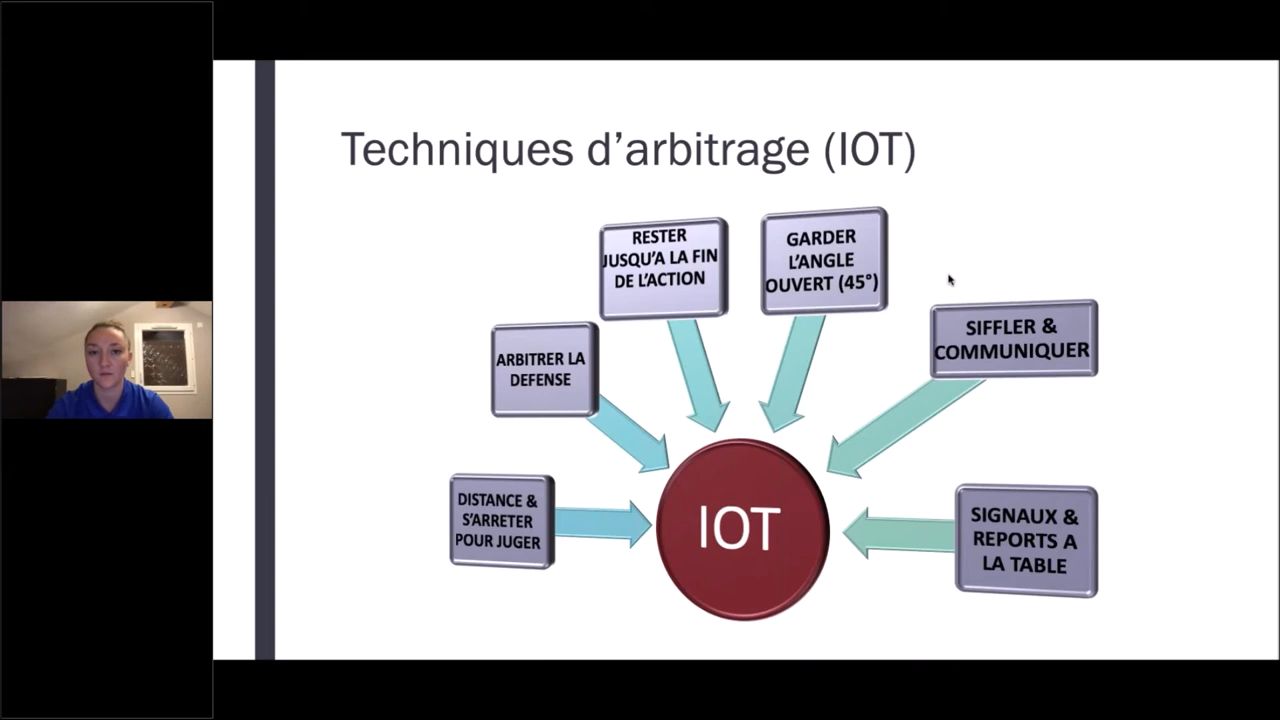 Techniques d’arbitrage (IOT)
RESTER
JUSQU’A LA FIN
DE L’ACTION
GARDER
L’ANGLE
OUVERT (45°)
SIFFLER &
COMMUNIQUER
ARBITRER LA
DEFENSE
DISTANCE &
S’ARRETER
POUR JUGER
IOT
SIGNAUX &
REPORTS A
LA TABLE